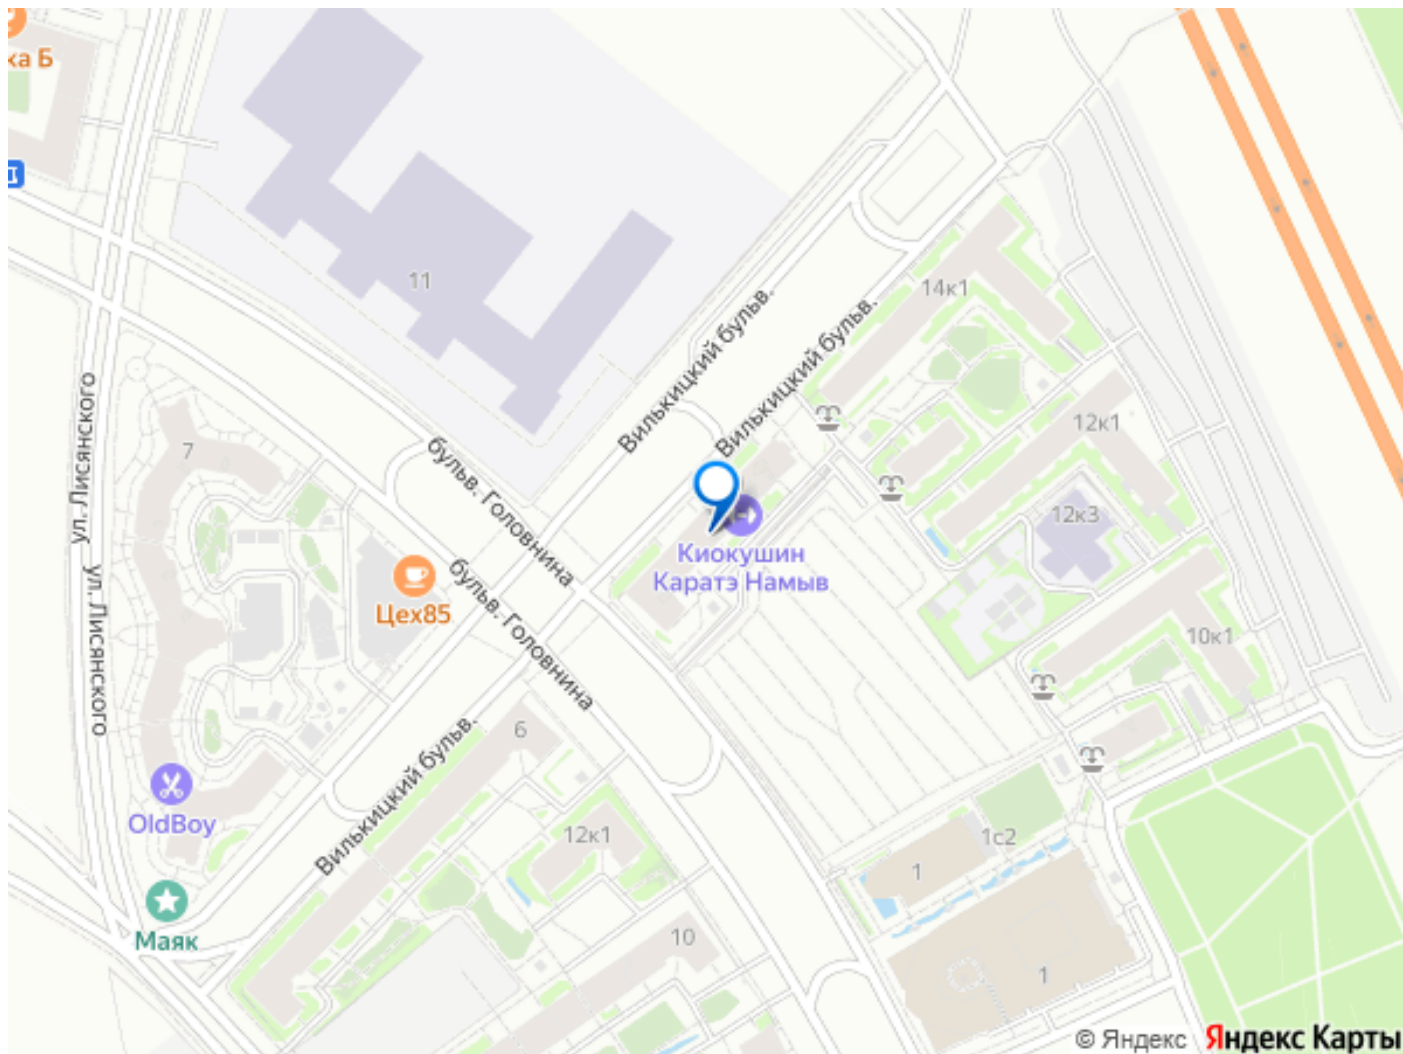 ка Б
11
14к1
Вилькицкий бульв.
Вилькицкий бульв.
ул. Лисянского
7
бульв. Головнина
12к1
12к3
Киокушин
Каратэ Намыв
Цех85
бульв. Головнина
ул. Лисянского
10к1
6
Вилькицкий бульв.
OldBoy
12к1
1с2
1
Маяк
10
1
© Яндекс Яндекс Карты